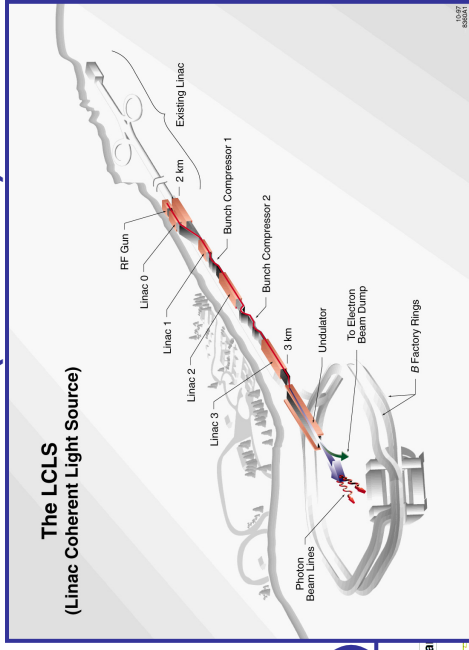 The LCLS
(Linac Coherent Light Source)
Existing Linac
2 km
RF Gun
Linac 0
Bunch Compressor 1
Linac 1
Bunch Compressor 2
Linac 2
3 km
Linac 3
Undulator
To Electron
Beam Dump
B Factory Rings
Photon
Beam Lines
10-97
8360A1